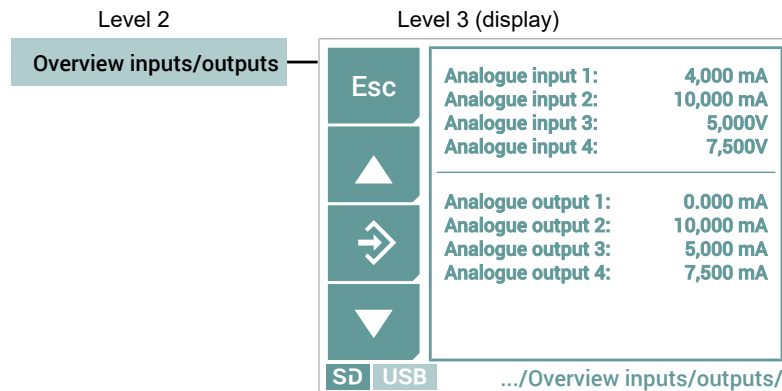 Level 2
Level 3 (display)
Overview inputs/outputs
Esc
Analogue input 1: 4,000 mA
Analogue input 2: 10,000 mA
Analogue input 3: 5,000V
Analogue input 4: 7,500V
Analogue output 1: 0.000 mA
Analogue output 2: 10,000 mA
Analogue output 3: 5,000 mA
Analogue output 4: 7,500 mA
SD USB .../Overview inputs/outputs/